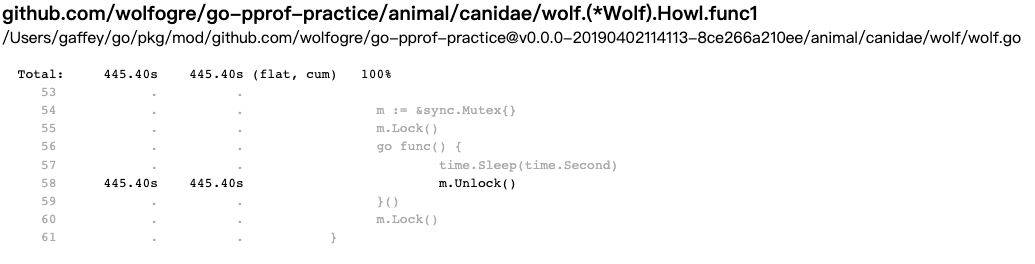 github.com/wolfogre/go-pprof-practice/animal/canidae/wolf.(*Wolf).Howl.func1
/Users/gaffey/go/pkg/mod/github.com/wolfogre/go-pprof-practice@v0.0.0-20190402114113-8ce266a210ee/animal/canidae/wolf/wolf.go
Total: 445.40s 445.40s (flat, cum) 100%
53 . .
54 . . m := &sync.Mutex{}
55 . . m.Lock()
56 . . go func() {
57 . . time.Sleep(time.Second)
58 445.40s 445.40s m.Unlock()
59 . . }()
60 . . m.Lock()
61 . . }